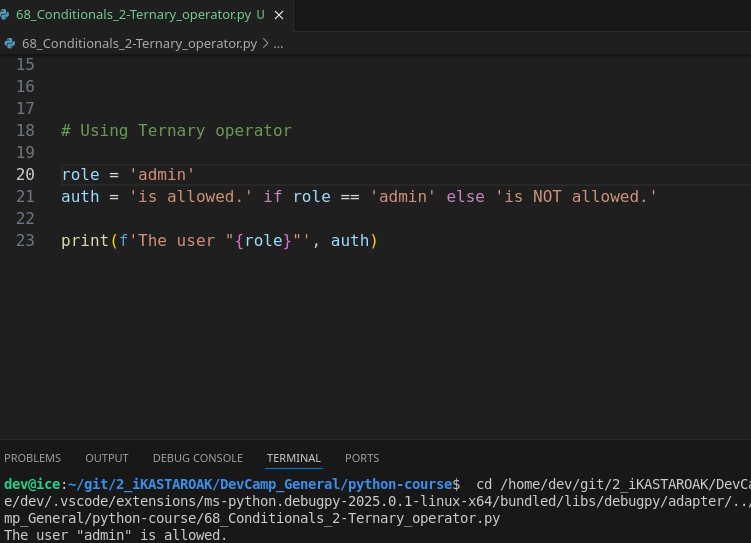 68_Conditionals_2-Ternary_operator.py U ×
68_Conditionals_2-Ternary_operator.py > ...
15
16
17
18 # Using Ternary operator
19
20 role = 'admin'
21 auth = 'is allowed.' if role == 'admin' else 'is NOT allowed.'
22
23 print(f'The user "{role}"', auth)
PROBLEMS OUTPUT DEBUG CONSOLE TERMINAL PORTS
dev@ice:~/git/2_iKASTAROAK/DevCamp_General/python-course$ cd /home/dev/git/2_iKASTAROAK/DevCa
e/dev/.vscode/extensions/ms-python.debugpy-2025.0.1-linux-x64/bundled/libs/debugpy/adapter/../
mp_General/python-course/68_Conditionals_2-Ternary_operator.py
The user "admin" is allowed.